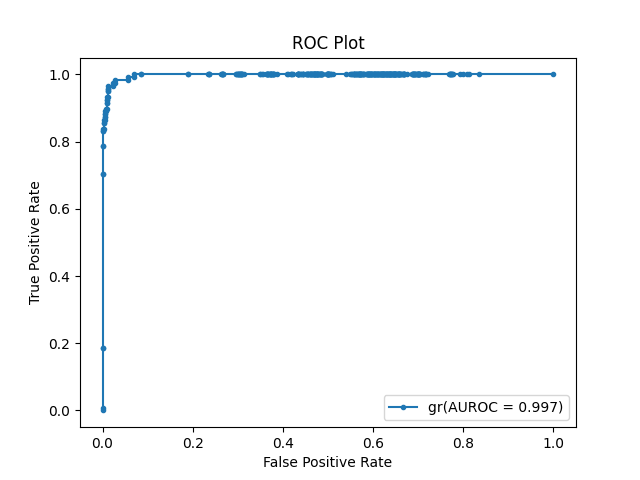 ROC Plot
1.0
0.8
0.6
0.4
0.2
0.0
True Positive Rate
gr(AUROC = 0.997)
0.0 0.2 0.4 0.6 0.8 1.0
False Positive Rate